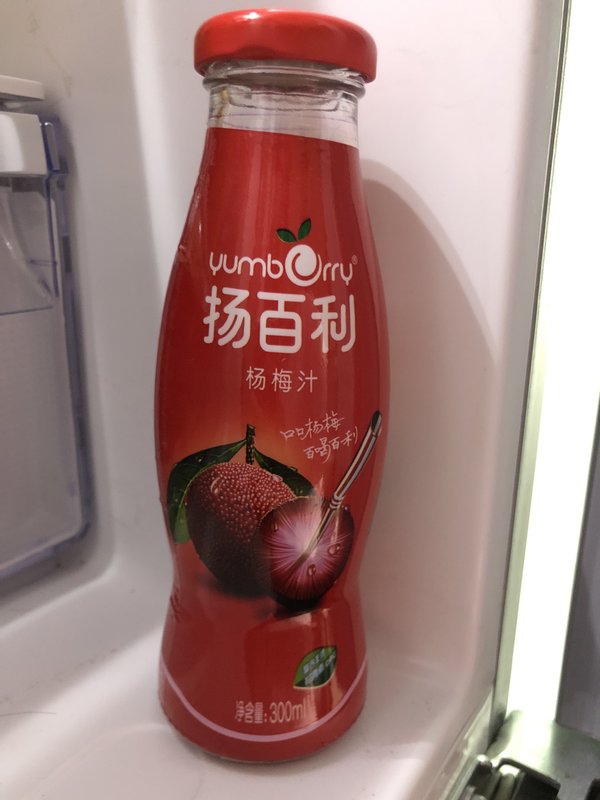 yumberry®
扬百利
杨梅汁
口口杨梅
百喝百利
净含量:300ml